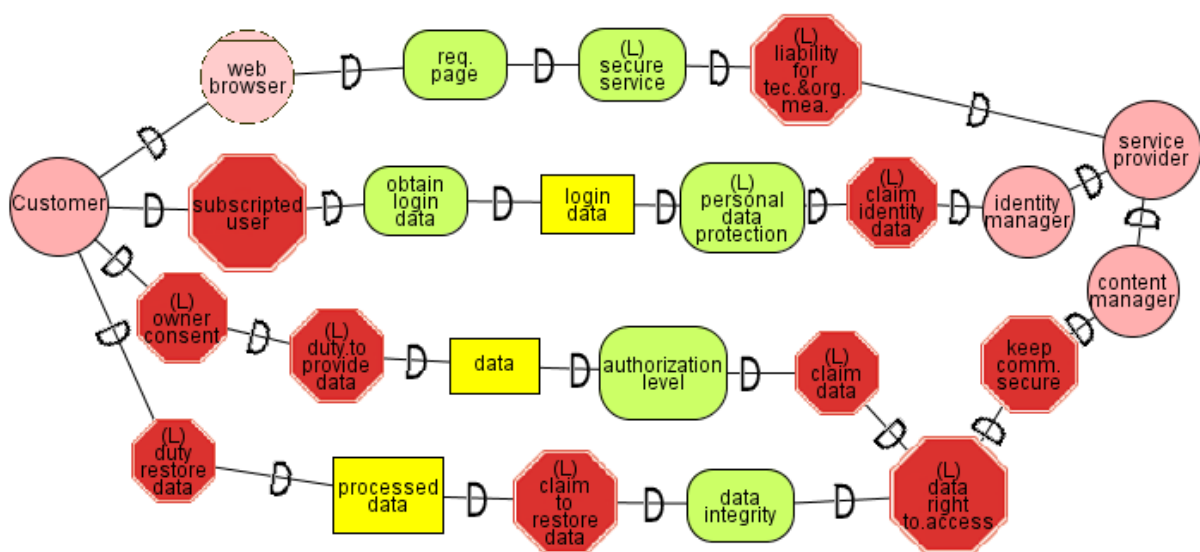 web
browser
req.
page
(L)
secure
service
(L)
liability
for
tec.&org.
mea.
service
provider
Customer
subscripted
user
obtain
login
data
login
data
(L)
personal
data
protection
(L)
claim
identity
data
identity
manager
content
manager
(L)
owner
consent
(L)
duty.to
provide
data
data
authorization
level
(L)
claim
data
keep
comm.
secure
(L)
duty
restore
data
processed
data
(L)
claim
to
restore
data
data
integrity
(L)
data
right
to.access